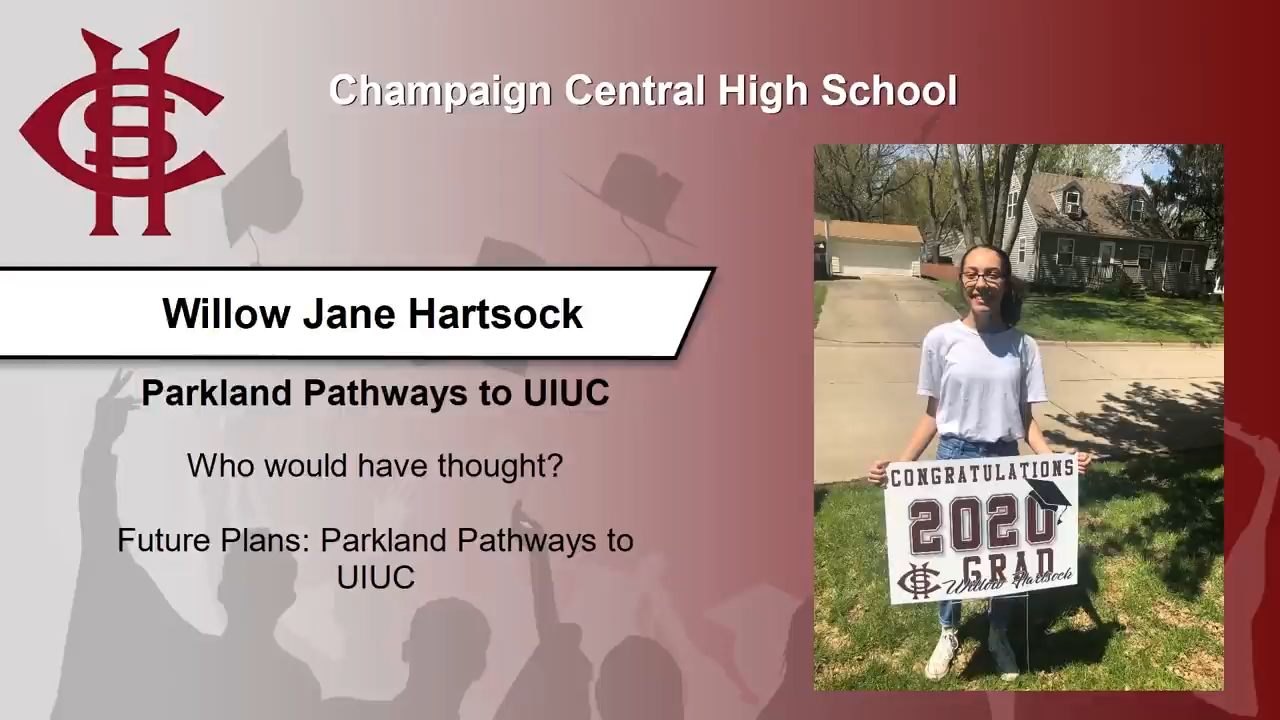 Champaign Central High School
Willow Jane Hartsock
Parkland Pathways to UIUC
Who would have thought?
Future Plans: Parkland Pathways to
UIUC
CONGRATULATIONS
2020
GRAD
Willow Hartsock